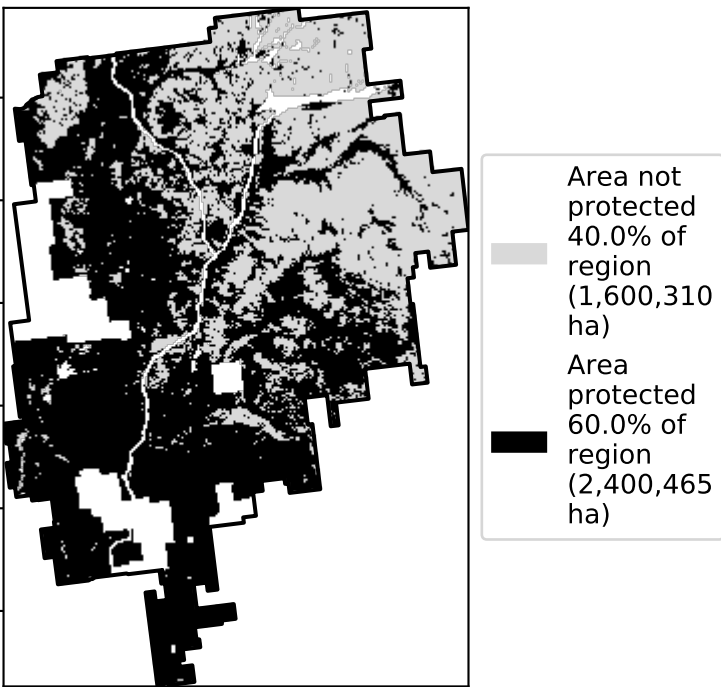 Area not
protected
40.0% of
region
(1,600,310
ha)
Area
protected
60.0% of
region
(2,400,465
ha)